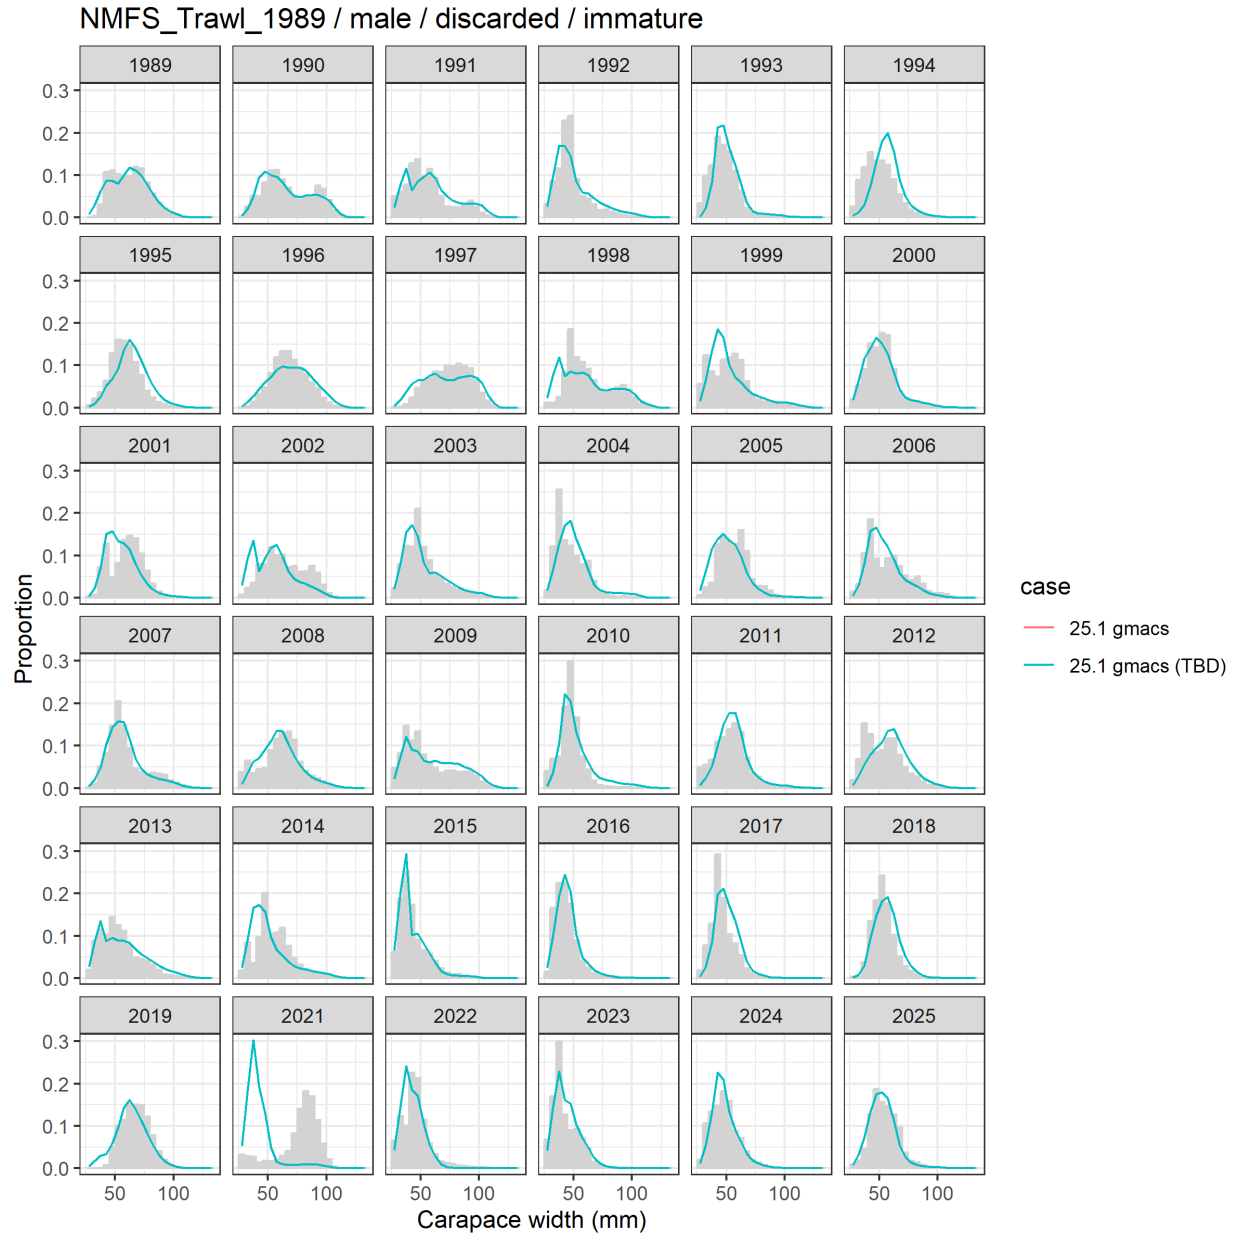 NMFS_Trawl_1989 / male / discarded / immature
1989 1990 1991 1992 1993 1994
0.3
0.2
0.1
0.0
1995 1996 1997 1998 1999 2000
0.3
0.2
0.1
0.0
2001 2002 2003 2004 2005 2006
0.3
0.2
0.1
0.0
2007 2008 2009 2010 2011 2012
0.3
0.2
0.1
0.0
2013 2014 2015 2016 2017 2018
0.3
0.2
0.1
0.0
2019 2021 2022 2023 2024 2025
0.3
0.2
0.1
0.0
50 100 50 100 50 100 50 100 50 100 50 100
Carapace width (mm)
Proportion
case
25.1 gmacs
25.1 gmacs (TBD)